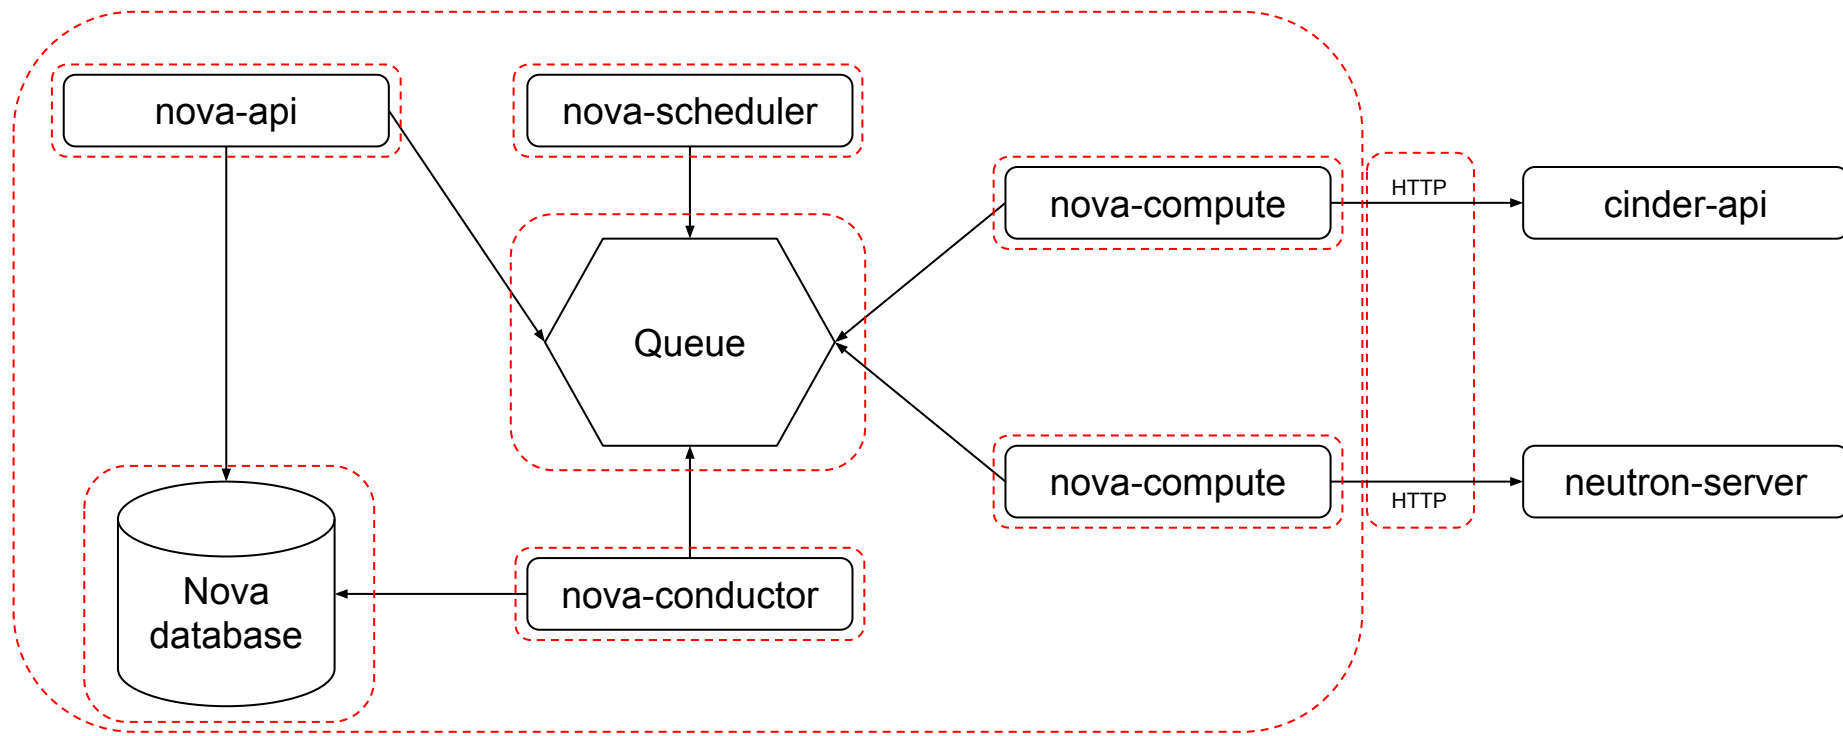 nova-api
nova-scheduler
nova-compute
HTTP
cinder-api
Queue
nova-compute
HTTP
neutron-server
Nova
database
nova-conductor